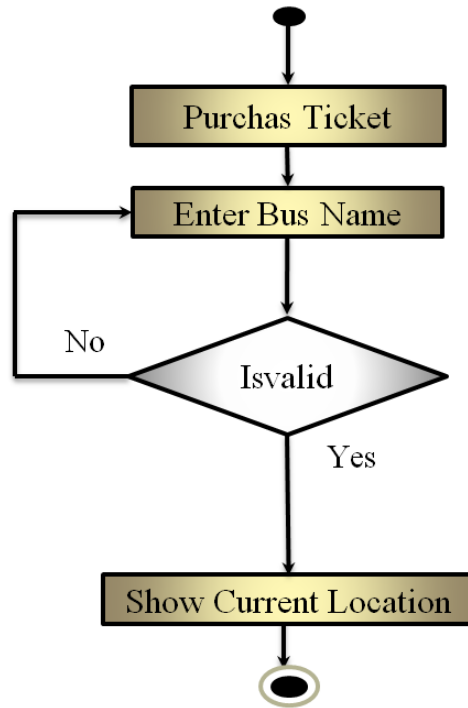 Purchas Ticket
Enter Bus Name
No
Isvalid
Yes
Show Current Location